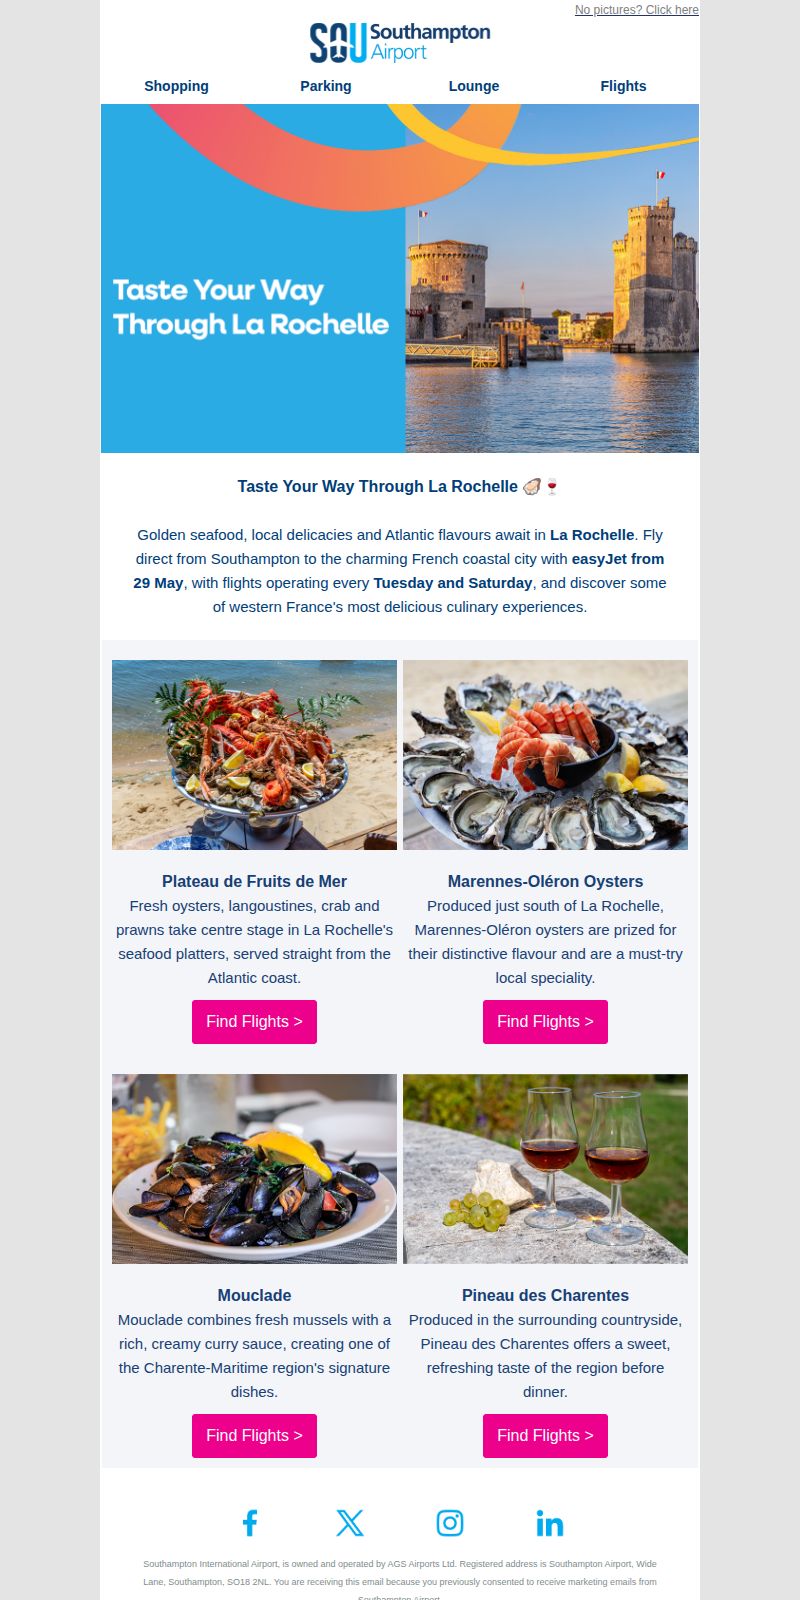 No pictures? Click here
SOU Southampton
Airport
Shopping Parking Lounge Flights
Taste Your Way
Through La Rochelle
Taste Your Way Through La Rochelle 🦪🍷
Golden seafood, local delicacies and Atlantic flavours await in La Rochelle. Fly
direct from Southampton to the charming French coastal city with easyJet from
29 May, with flights operating every Tuesday and Saturday, and discover some
of western France's most delicious culinary experiences.
Plateau de Fruits de Mer
Fresh oysters, langoustines, crab and
prawns take centre stage in La Rochelle's
seafood platters, served straight from the
Atlantic coast.
Find Flights >
Marennes-Oléron Oysters
Produced just south of La Rochelle,
Marennes-Oléron oysters are prized for
their distinctive flavour and are a must-try
local speciality.
Find Flights >
Mouclade
Mouclade combines fresh mussels with a
rich, creamy curry sauce, creating one of
the Charente-Maritime region's signature
dishes.
Find Flights >
Pineau des Charentes
Produced in the surrounding countryside,
Pineau des Charentes offers a sweet,
refreshing taste of the region before
dinner.
Find Flights >
Southampton International Airport, is owned and operated by AGS Airports Ltd. Registered address is Southampton Airport, Wide
Lane, Southampton, SO18 2NL. You are receiving this email because you previously consented to receive marketing emails from
Southampton Airport